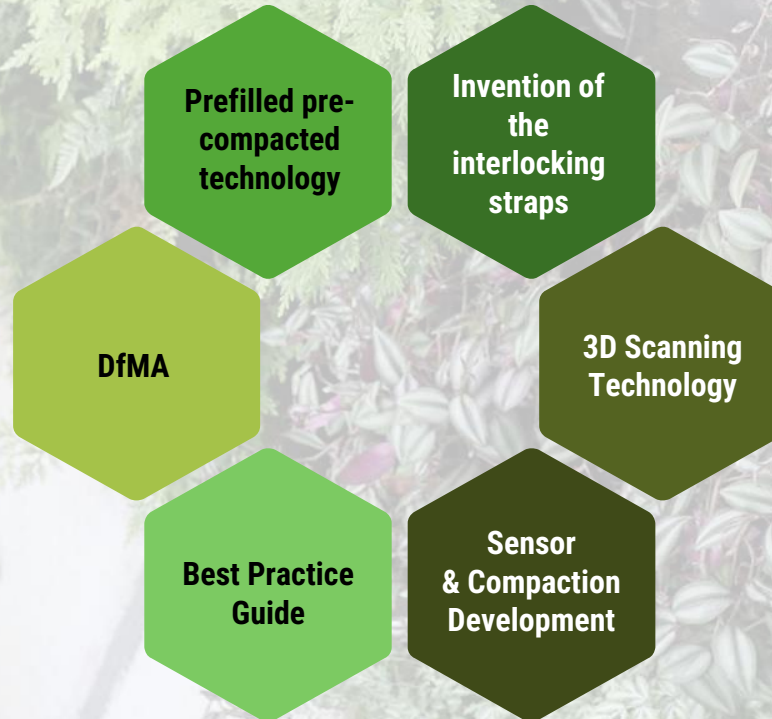 Prefilled pre-
compacted
technology
Invention of
the
interlocking
straps
DfMA
3D Scanning
Technology
Best Practice
Guide
Sensor
& Compaction
Development